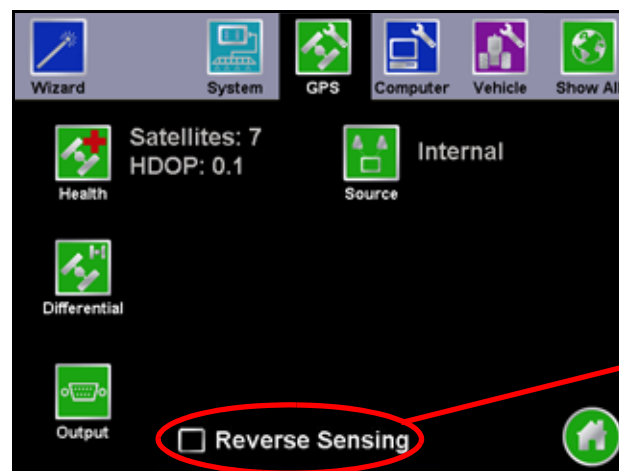 Wizard
System
GPS
Computer
Vehicle
Show All
Satellites: 7
HDOP: 0.1
Health
Internal
Source
Differential
Output
Reverse Sensing